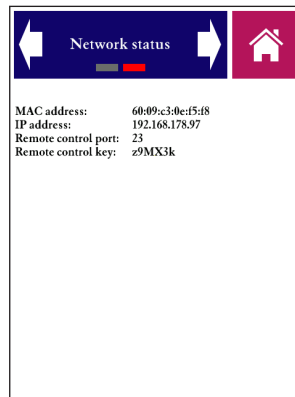 Network status
MAC address: 60:09:c3:0e:f5:f8
IP address: 192.168.178.97
Remote control port: 23
Remote control key: z9MX3k